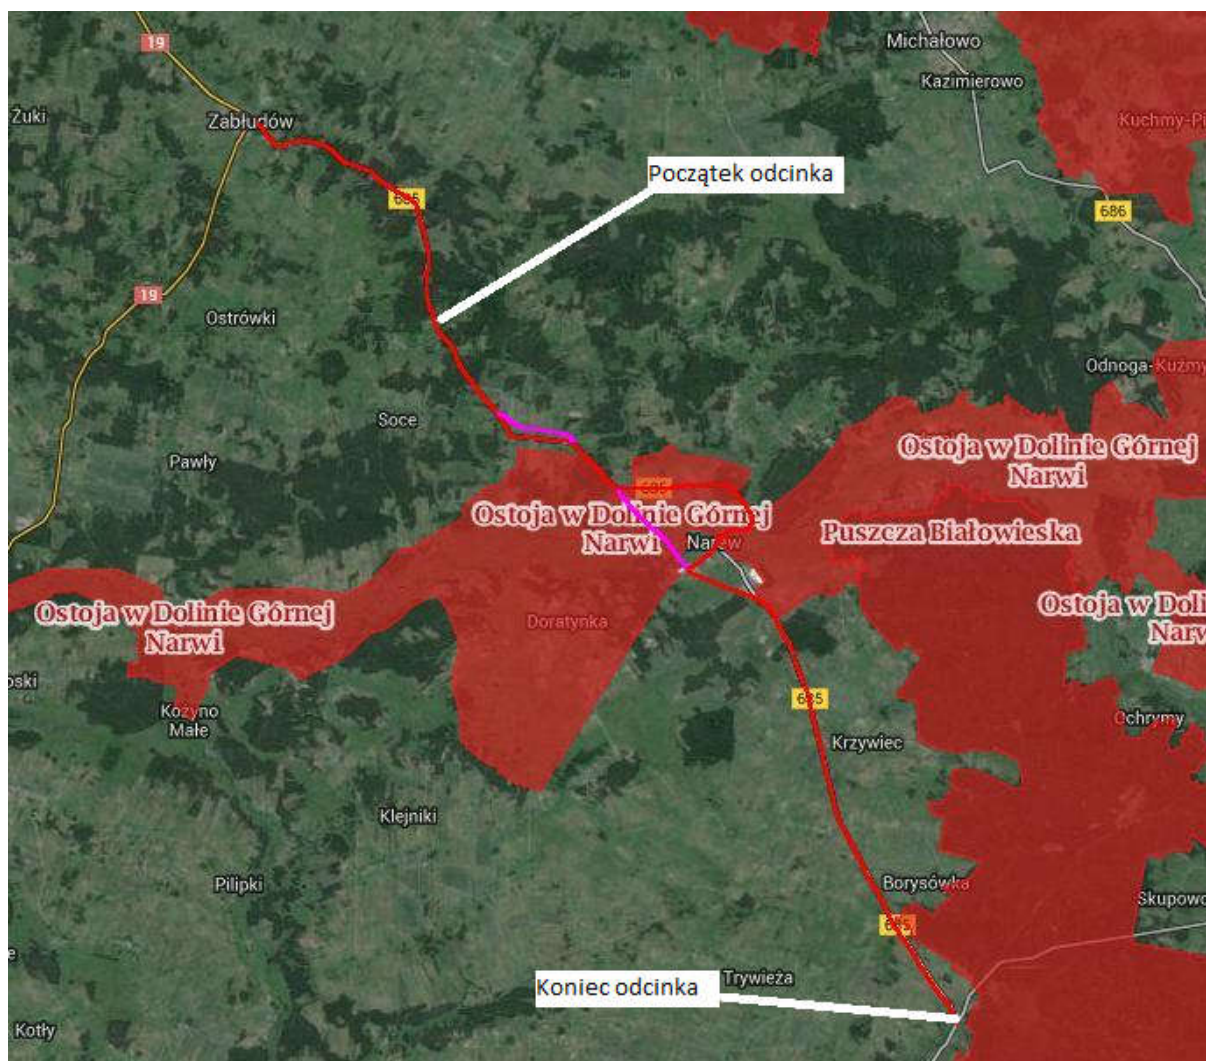 19
Michałowo
Kazimierowo
Żuki
Zabłudów
Kuchmy-Pi
Początek odcinka
685
686
19
Ostrówki
Odnoga-Kuźmy
Soce
Pawły
Ostoja w Dolinie Górnej
Narwi
685
Ostoja w Dolinie Górnej
Narwi
Puszcza Białowieska
Narew
Ostoja w Dolinie Górnej
Narwi
Ostoja w Doli
Narw
Doratynka
oski
685
Kożyno
Małe
Ochrymy
Krzywiec
Klejniki
Pilipki
Borysówka
Skupowo
685
e
Trywieża
Koniec odcinka
Kotły